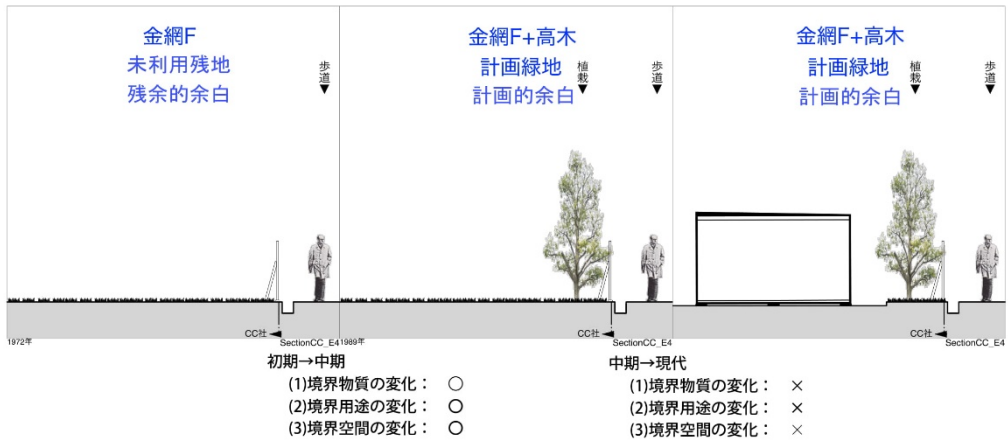 金網F
未利用残地
残余的余白
歩道
▼
CC社◀
1972年
SectionCC_E4
金網F+高木
計画緑地
計画的余白
植栽
▼
歩道
▼
CC社◀
1989年
SectionCC_E4
金網F+高木
計画緑地
計画的余白
植栽
▼
歩道
▼
CC社◀
SectionCC_E4
初期→中期
(1)境界物質の変化： ○
(2)境界用途の変化： ○
(3)境界空間の変化： ○
中期→現代
(1)境界物質の変化： ×
(2)境界用途の変化： ×
(3)境界空間の変化： ×